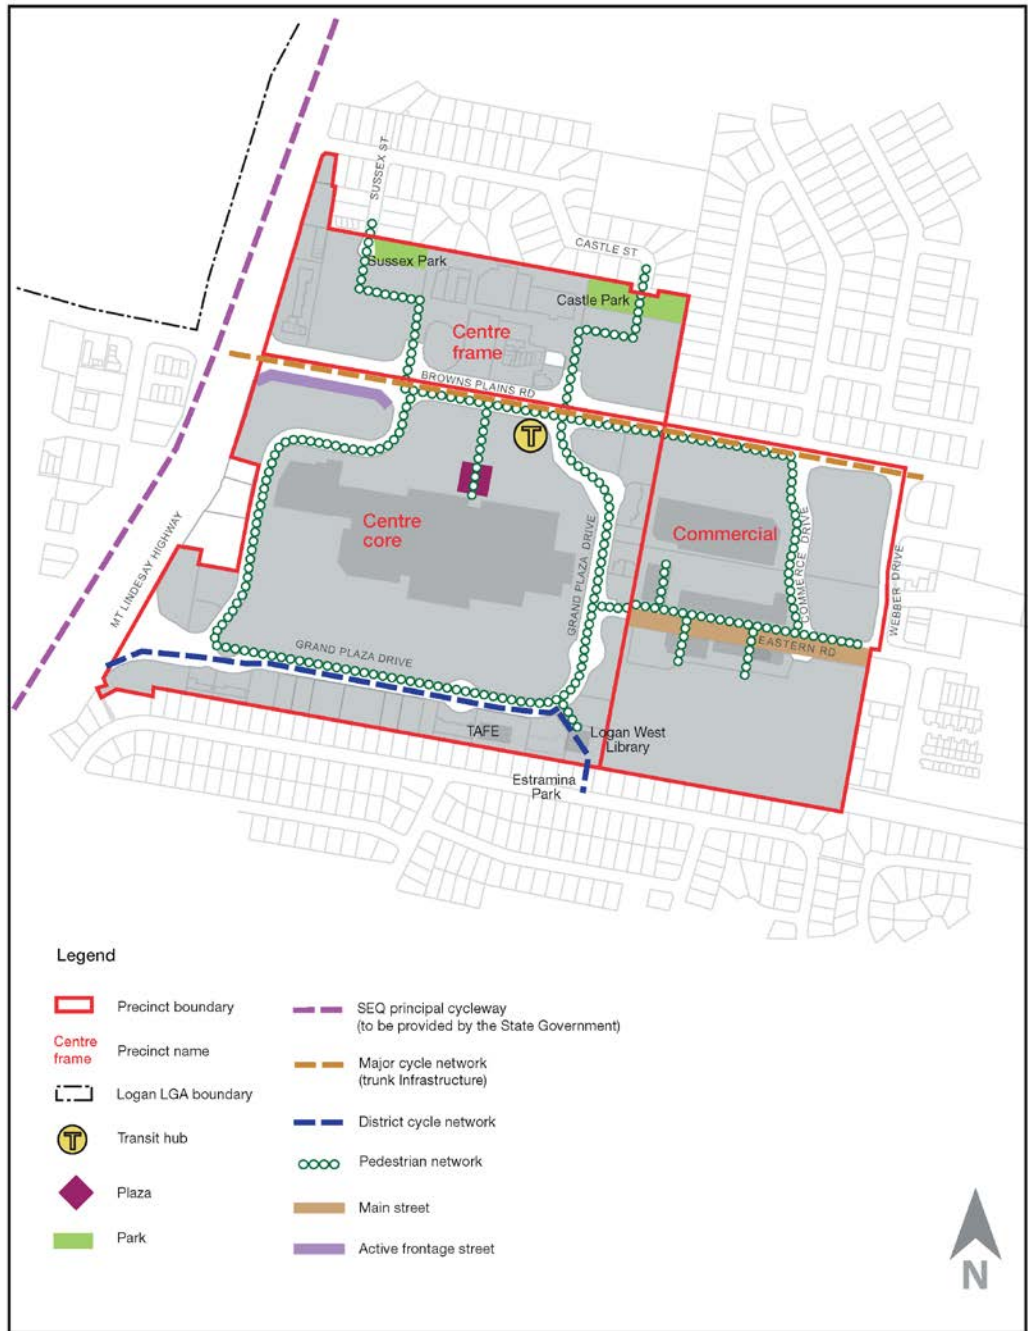 SUSSEX ST
CASTLE ST
Sussex Park
Castle Park
Centre
frame
BROWNS PLAINS RD
T
Centre
core
Commercial
MT LINDESAY HIGHWAY
GRAND PLAZA DRIVE
COMMERCE DRIVE
WEBBER DRIVE
EASTERN RD
GRAND PLAZA DRIVE
TAFE
Logan West
Library
Estramina
Park
Legend
Precinct boundary
Centre
frame
Precinct name
Logan LGA boundary
T
Transit hub
Plaza
Park
SEQ principal cycleway
(to be provided by the State Government)
Major cycle network
(trunk Infrastructure)
District cycle network
Pedestrian network
Main street
Active frontage street
N